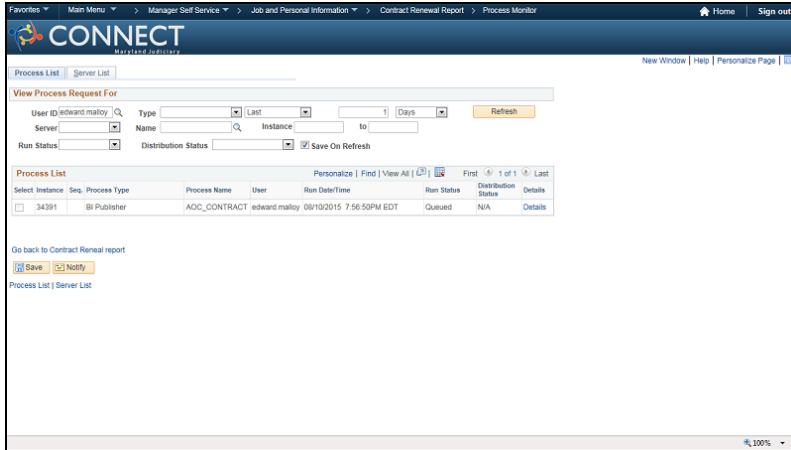 Favorites Main Menu > Manager Self Service > Job and Personal Information > Contract Renewal Report > Process Monitor Home Sign out
CONNECT
Maryland Judiciary
New Window | Help | Personalize Page |
Process List Server List
View Process Request For
User ID edward.malloy Type Last 1 Days Refresh
Server Name Instance to
Run Status Distribution Status Save On Refresh
Process List Personalize | Find | View All | | First 1 of 1 Last
Select Instance Seq. Process Type Process Name User Run Date/Time Run Status Distribution Status Details
34391 BI Publisher AOC_CONTRACT edward.malloy 08/10/2015 7:56:50PM EDT Queued N/A Details
Go back to Contract Reneal report
Save Notify
Process List | Server List
100%